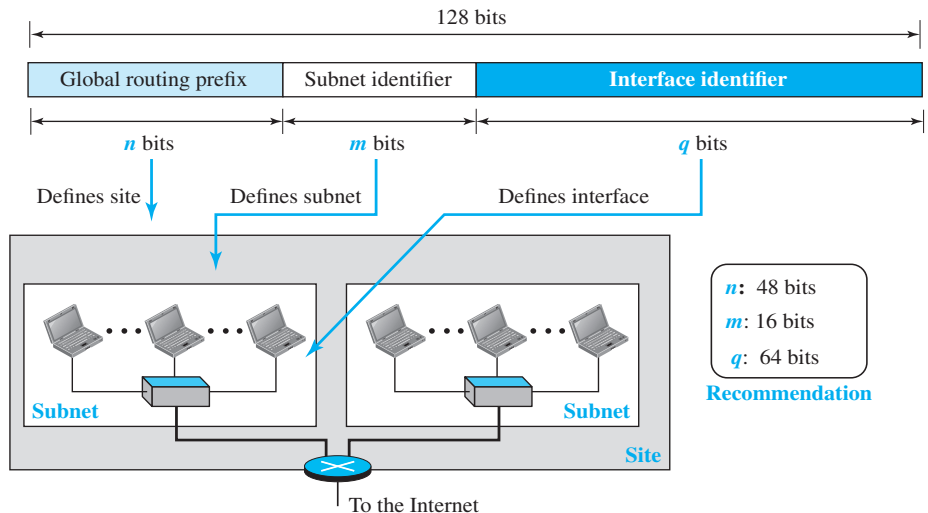 128 bits
Global routing prefix Subnet identifier Interface identifier
n bits m bits q bits
Defines site Defines subnet Defines interface
n: 48 bits
m: 16 bits
q: 64 bits
Recommendation
Subnet Subnet
Site
To the Internet